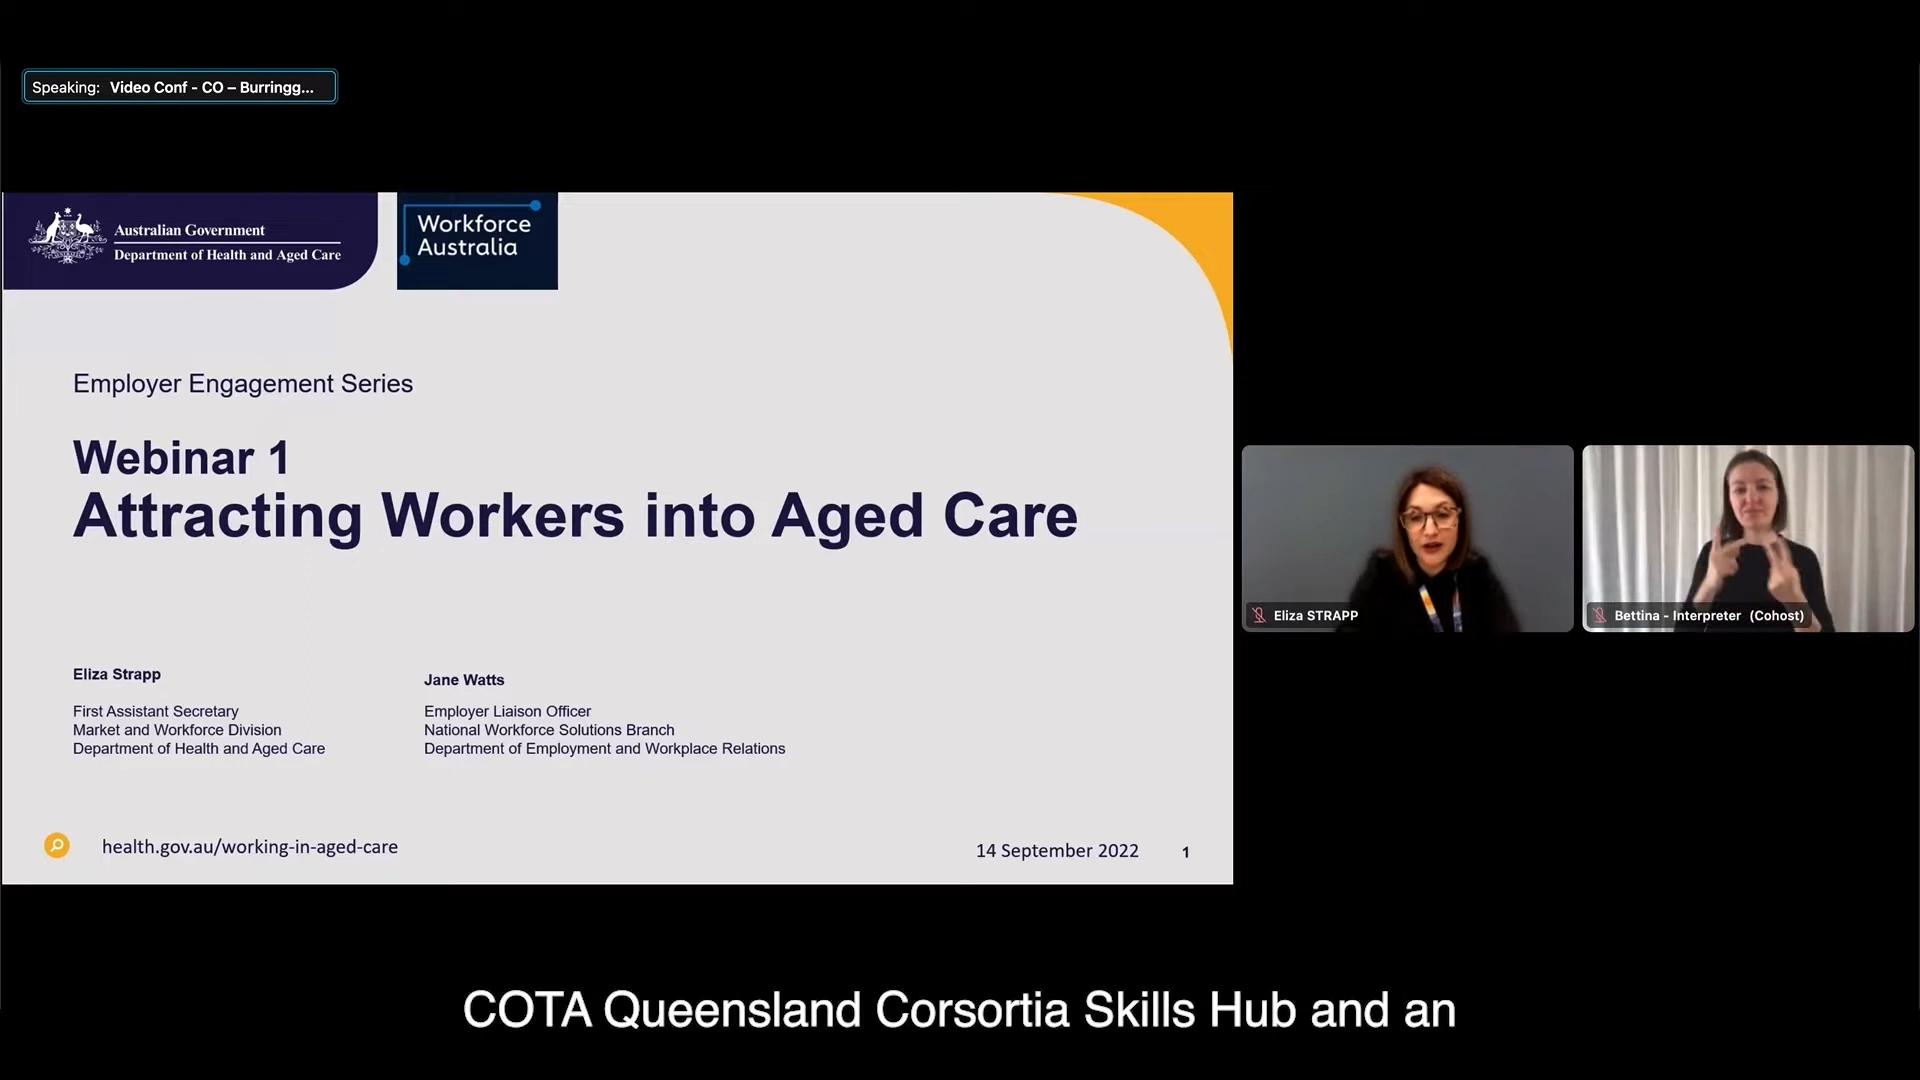 Speaking: Video Conf - CO – Burringg...
Australian Government
Department of Health and Aged Care
Workforce
Australia
Employer Engagement Series
Webinar 1
Attracting Workers into Aged Care
Eliza Strapp
First Assistant Secretary
Market and Workforce Division
Department of Health and Aged Care
Jane Watts
Employer Liaison Officer
National Workforce Solutions Branch
Department of Employment and Workplace Relations
health.gov.au/working-in-aged-care
14 September 2022
1
Eliza STRAPP
Bettina - Interpreter (Cohost)
COTA Queensland Corsortia Skills Hub and an